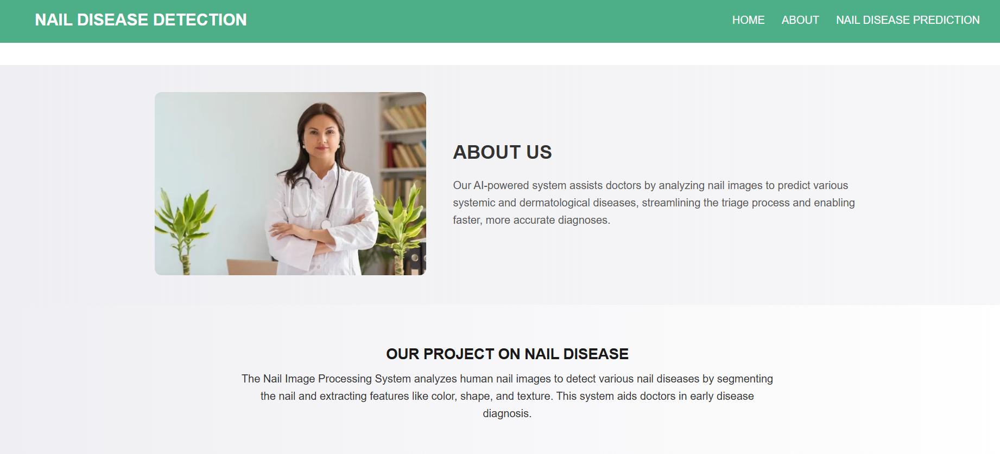 NAIL DISEASE DETECTION
HOME ABOUT NAIL DISEASE PREDICTION
ABOUT US
Our AI-powered system assists doctors by analyzing nail images to predict various
systemic and dermatological diseases, streamlining the triage process and enabling
faster, more accurate diagnoses.
OUR PROJECT ON NAIL DISEASE
The Nail Image Processing System analyzes human nail images to detect various nail diseases by segmenting
the nail and extracting features like color, shape, and texture. This system aids doctors in early disease
diagnosis.